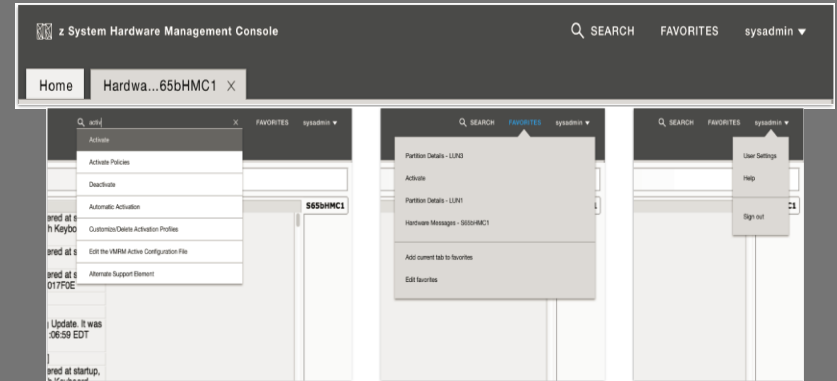 z System Hardware Management Console
SEARCH FAVORITES sysadmin ▼
Home Hardwa...65bHMC1 X
activ X FAVORITES sysadmin ▼
Activate
Activate Policies
Deactivate
Automatic Activation
Customize/Delete Activation Profiles
Edit the VMRM Active Configuration File
Alternate Support Element
S65bHMC1
ered at s
h Keybo
ered at s
ered at s
017F0E
Update. It was
:06:59 EDT
]
ered at startup,
SEARCH FAVORITES sysadmin ▼
Partition Details - LUN3
Activate
Partition Details - LUN1
Hardware Messages - S65bHMC1
Add current tab to favorites
Edit favorites
SEARCH FAVORITES sysadmin ▼
User Settings
Help
Sign out